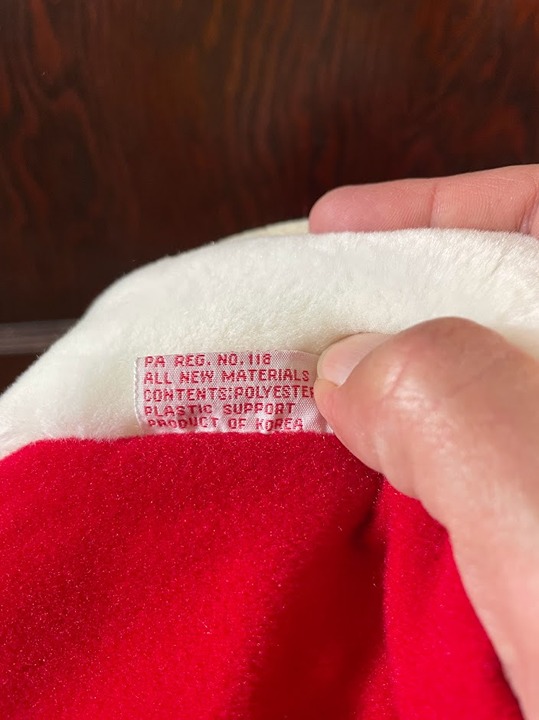 PA REG. NO. 118
ALL NEW MATERIALS
CONTENTS:POLYESTER
PLASTIC SUPPORT
PRODUCT OF KOREA